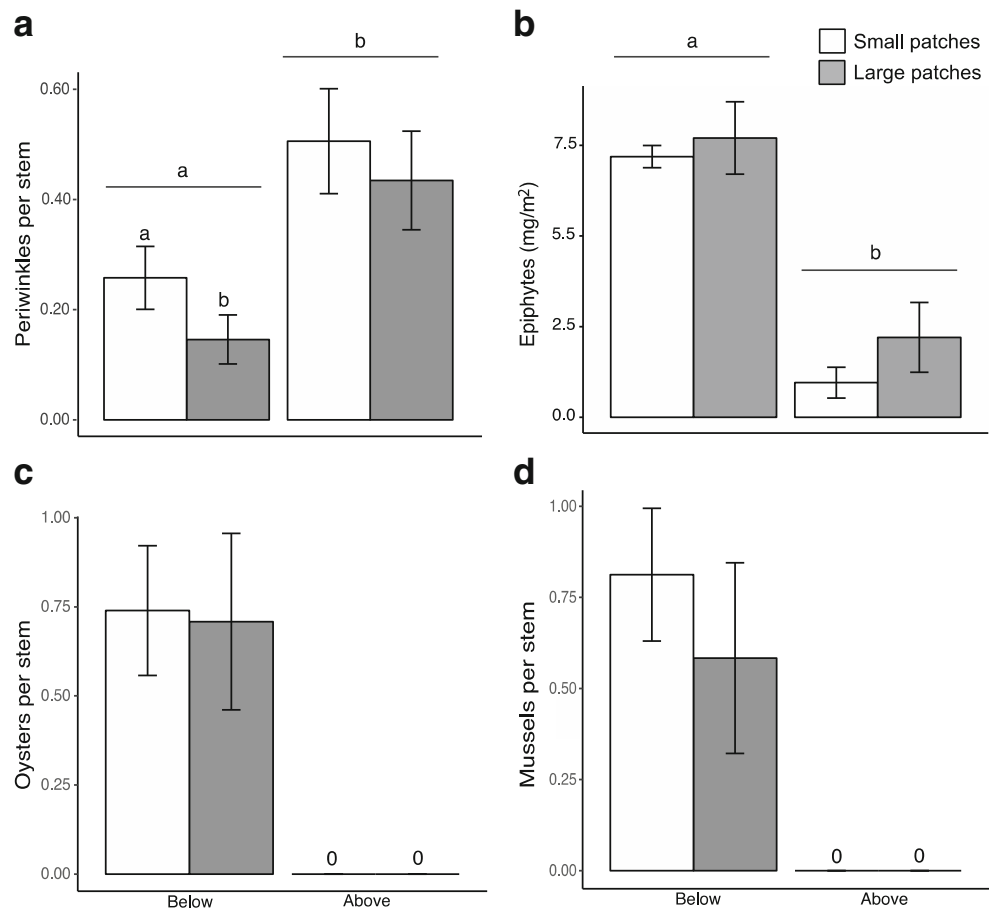 a
b
Small patches
Large patches
Periwinkles per stem
0.60
0.40
0.20
0.00
a
a
b
b
Epiphytes (mg/m²)
7.5
5.5
2.5
0.0
a
b
c
d
Oysters per stem
1.00
0.75
0.50
0.25
0.00
0
0
Below
Above
Mussels per stem
1.00
0.75
0.50
0.25
0.00
0
0
Below
Above